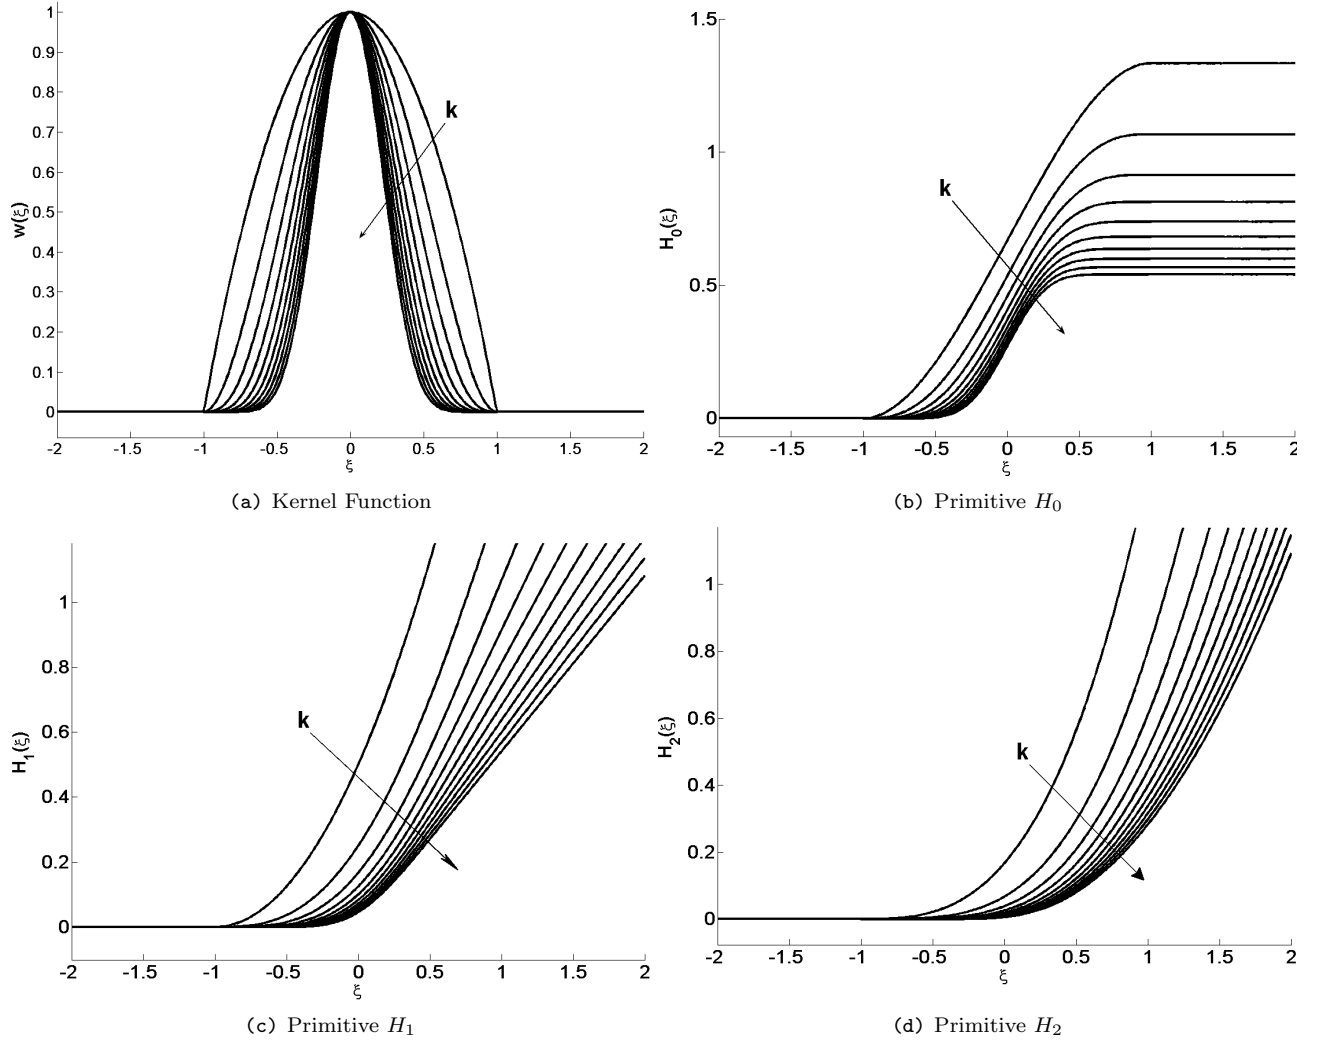 1
0.9
0.8
0.7
0.6
0.5
0.4
0.3
0.2
0.1
0
w(ξ)
k
-2 -1.5 -1 -0.5 0 0.5 1 1.5 2
ξ
(a) Kernel Function
1.5
1
0.5
0
H₀(ξ)
k
-2 -1.5 -1 -0.5 0 0.5 1 1.5 2
ξ
(b) Primitive H₀
1
0.8
0.6
0.4
0.2
0
H₁(ξ)
k
-2 -1.5 -1 -0.5 0 0.5 1 1.5 2
ξ
(c) Primitive H₁
1
0.8
0.6
0.4
0.2
0
H₂(ξ)
k
-2 -1.5 -1 -0.5 0 0.5 1 1.5 2
ξ
(d) Primitive H₂